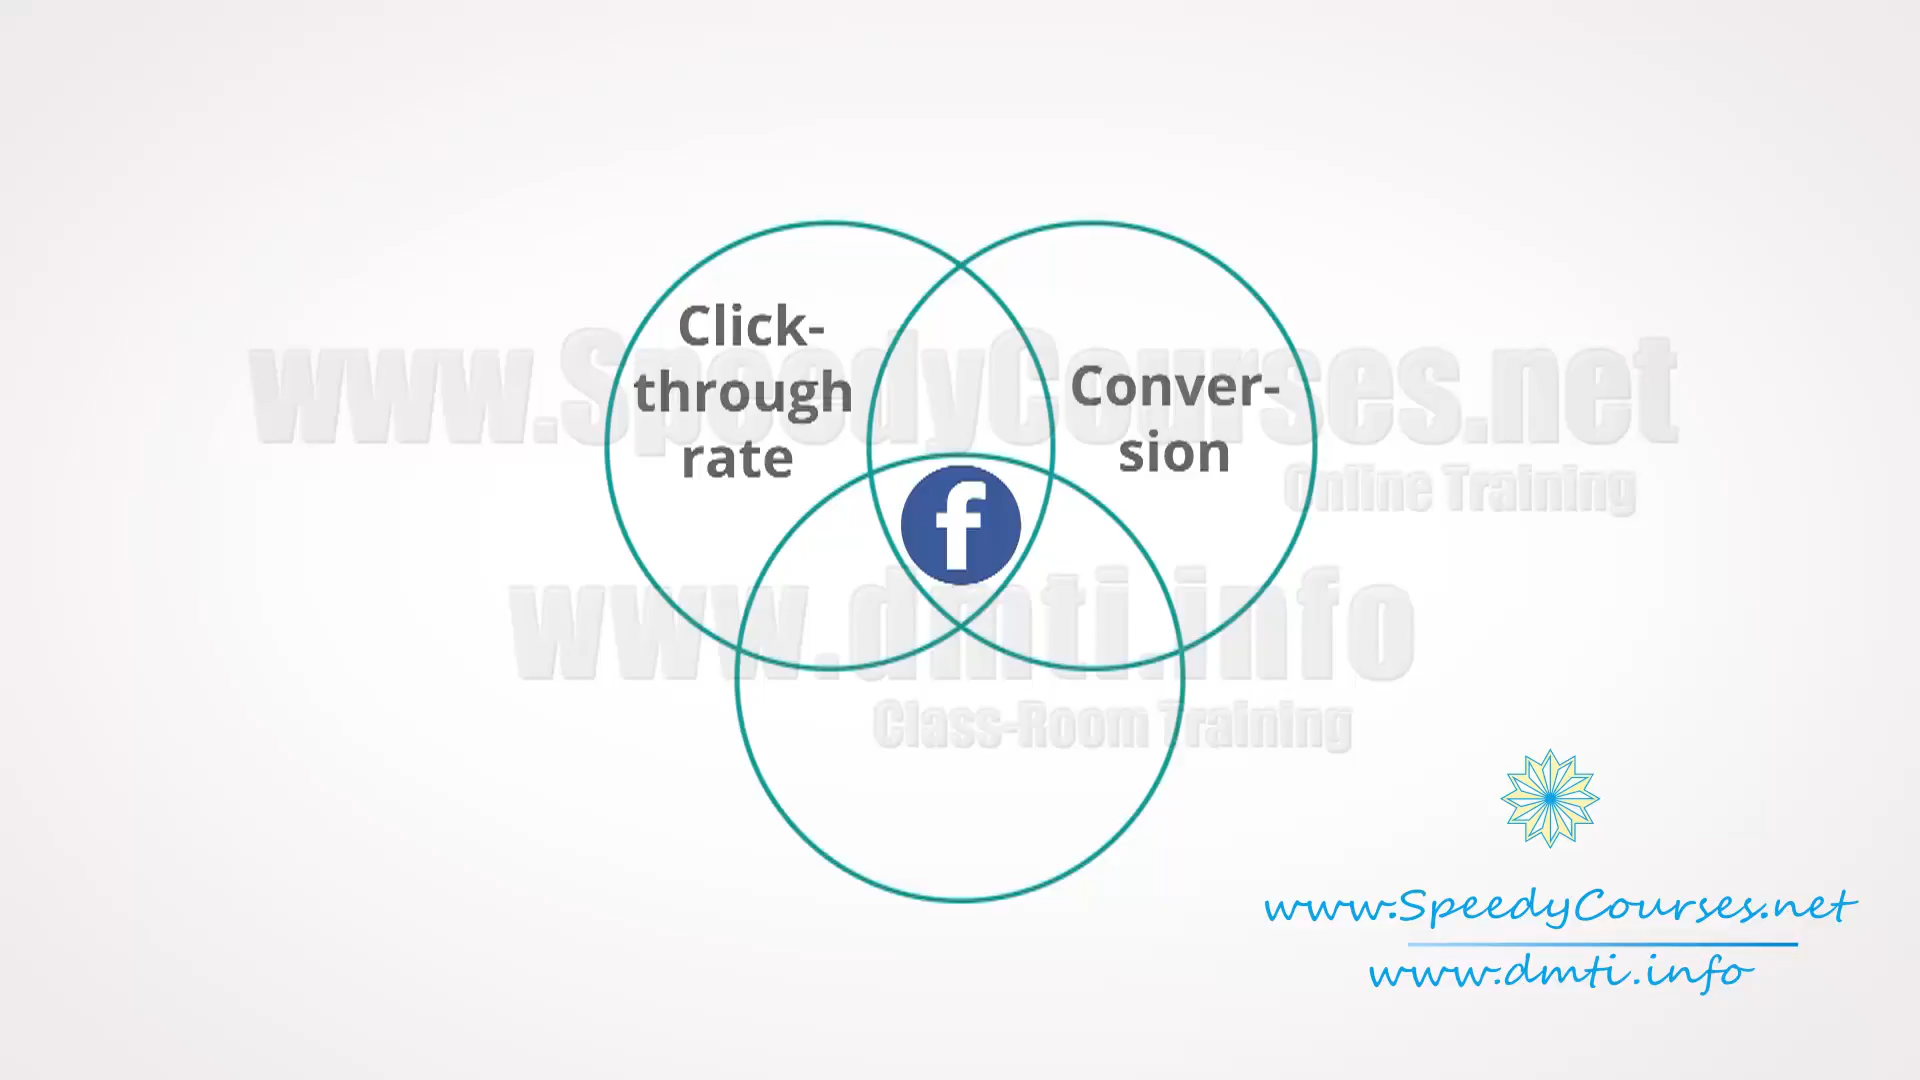 Click-
through
rate
Conver-
sion
f
www.SpeedyCourses.net
Online Training
www.dmti.info
Class-Room Training
www.SpeedyCourses.net
www.dmti.info